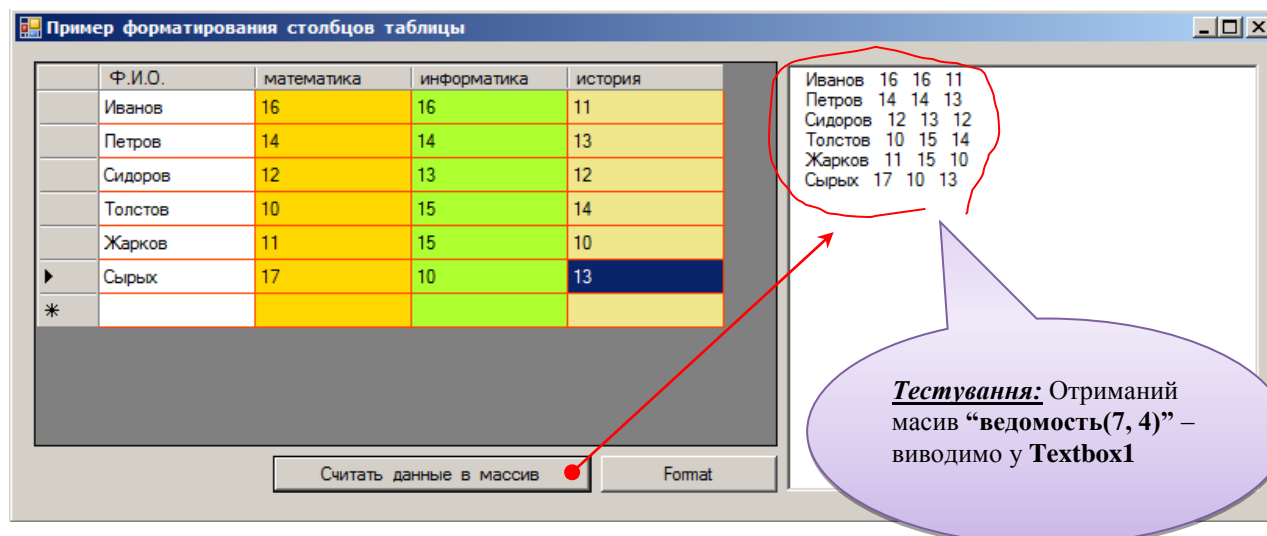 Пример форматирования столбцов таблицы
Ф.И.О. математика информатика история
Иванов 16 16 11
Петров 14 14 13
Сидоров 12 13 12
Толстов 10 15 14
Жарков 11 15 10
Сырых 17 10 13
Считать данные в массив
Format
Иванов 16 16 11
Петров 14 14 13
Сидоров 12 13 12
Толстов 10 15 14
Жарков 11 15 10
Сырых 17 10 13
Тестування: Отриманий
масив “ведомость(7, 4)” –
виводимо у Textbox1